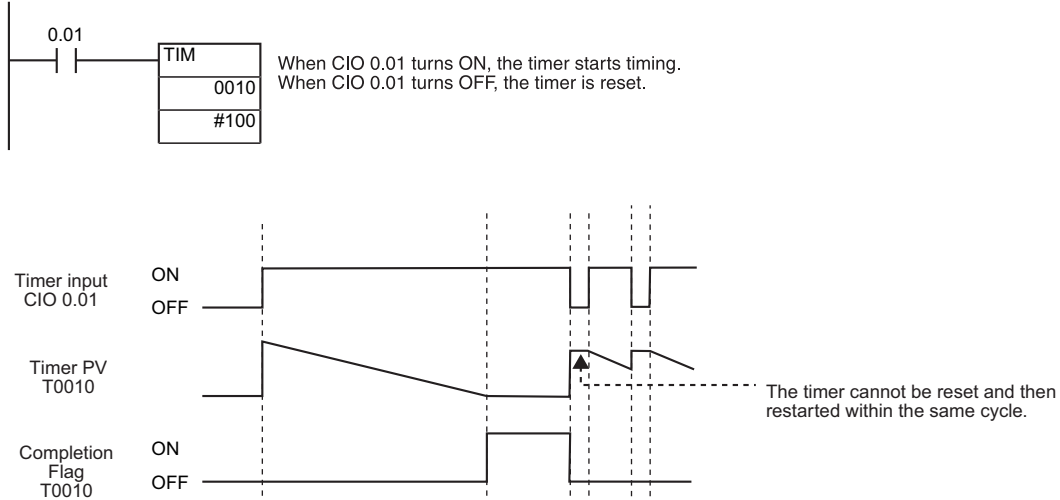 0.01
TIM
0010
#100
When CIO 0.01 turns ON, the timer starts timing.
When CIO 0.01 turns OFF, the timer is reset.
Timer input
CIO 0.01
ON
OFF
Timer PV
T0010
The timer cannot be reset and then
restarted within the same cycle.
Completion
Flag
T0010
ON
OFF